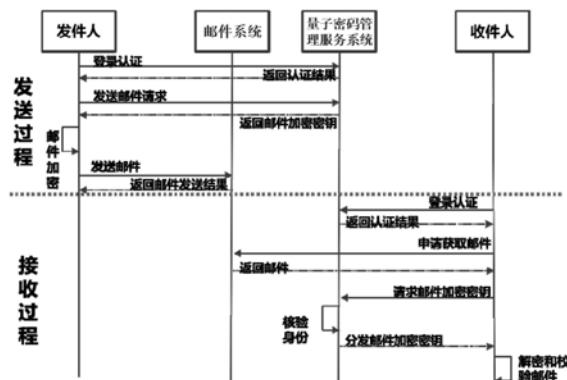 发件人
邮件系统
量子密码管
理服务系统
收件人
发送过程
登录认证
返回认证结果
发送邮件请求
返回邮件加密密钥
邮件加密
发送邮件
返回邮件发送结果
接收过程
登录认证
返回认证结果
申请获取邮件
返回邮件
请求邮件加密密钥
核验
身份
分发邮件加密密钥
解密和校
验邮件